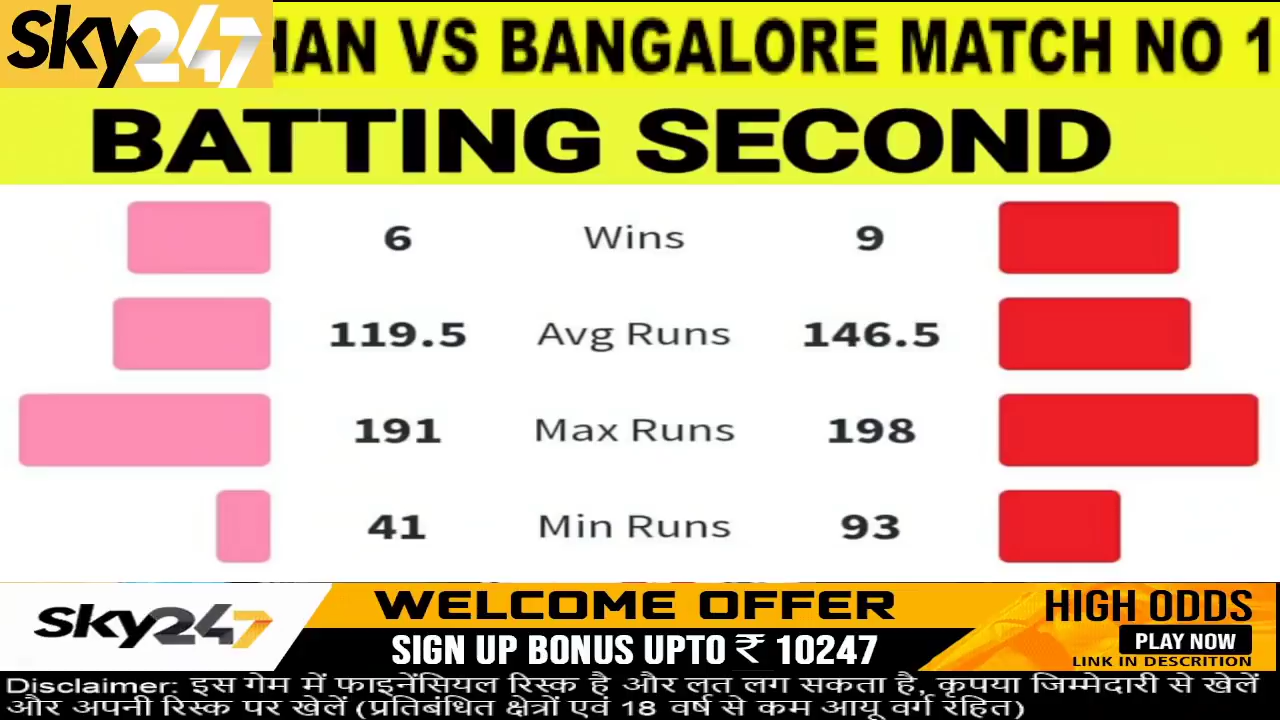 Sky247 HAN VS BANGALORE MATCH NO 1
BATTING SECOND
6 Wins 9
119.5 Avg Runs 146.5
191 Max Runs 198
41 Min Runs 93
Sky247
WELCOME OFFER
SIGN UP BONUS UPTO ₹ 10247
HIGH ODDS
PLAY NOW
LINK IN DESCRITION
Disclaimer: इस गेम में फाइनेंसियल रिस्क है और लत लग सकता है, कृपया जिम्मेदारी से खेलें
और अपनी रिस्क पर खेलें (प्रतिबंधित क्षेत्रों एवं 18 वर्ष से कम आयू वर्ग रहित)